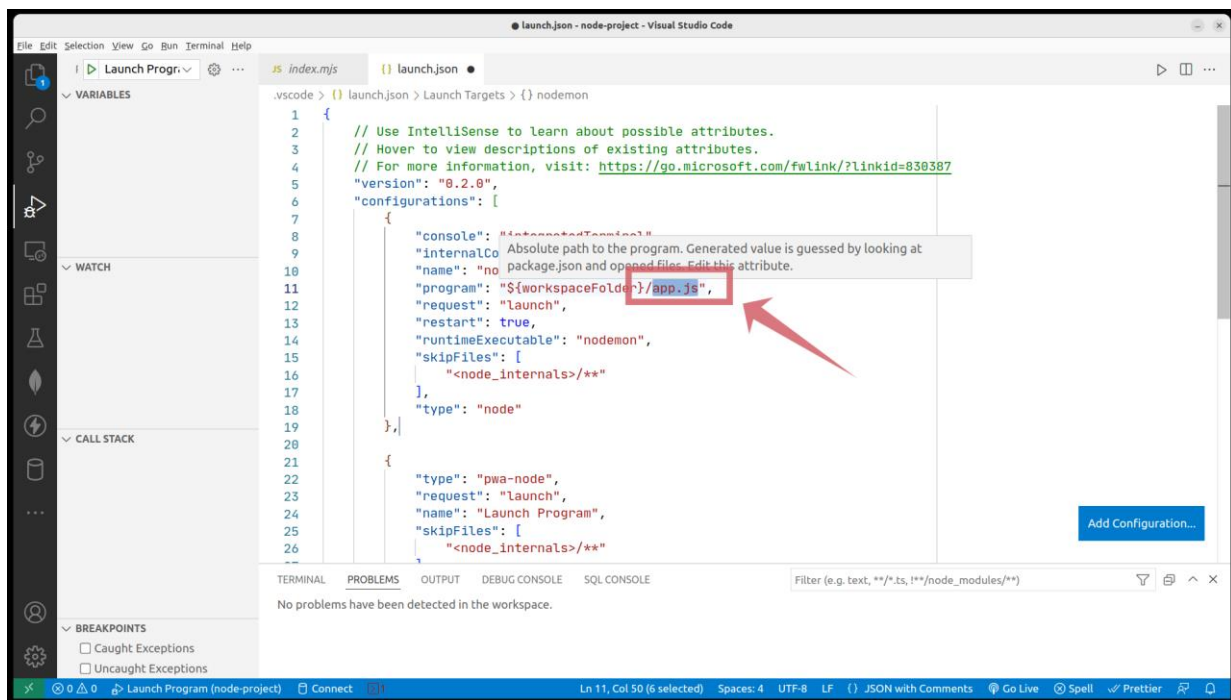 launch.json - node-project - Visual Studio Code
File Edit Selection View Go Run Terminal Help
Launch Progr
JS index.mjs
{} launch.json
VARIABLES
.vscode > {} launch.json > Launch Targets > {} nodemon
1 {
2 // Use IntelliSense to learn about possible attributes.
3 // Hover to view descriptions of existing attributes.
4 // For more information, visit: https://go.microsoft.com/fwlink/?linkid=830387
5 "version": "0.2.0",
6 "configurations": [
7 {
8 "console": "integratedTerminal"
Absolute path to the program. Generated value is guessed by looking at
package.json and opened files. Edit this attribute.
9 "internalCo
10 "name": "no
11 "program": "${workspaceFolder}/app.js",
12 "request": "launch",
13 "restart": true,
14 "runtimeExecutable": "nodemon",
15 "skipFiles": [
16 "<node_internals>/**"
17 ],
18 "type": "node"
19 },
20
21 {
22 "type": "pwa-node",
23 "request": "launch",
24 "name": "Launch Program",
25 "skipFiles": [
26 "<node_internals>/**"
WATCH
CALL STACK
Add Configuration...
TERMINAL PROBLEMS OUTPUT DEBUG CONSOLE SQL CONSOLE
Filter (e.g. text, **/*.ts, !**/node_modules/**)
No problems have been detected in the workspace.
BREAKPOINTS
Caught Exceptions
Uncaught Exceptions
0 0 Launch Program (node-project) Connect 1 Ln 11, Col 50 (6 selected) Spaces: 4 UTF-8 LF {} JSON with Comments Go Live Spell Prettier